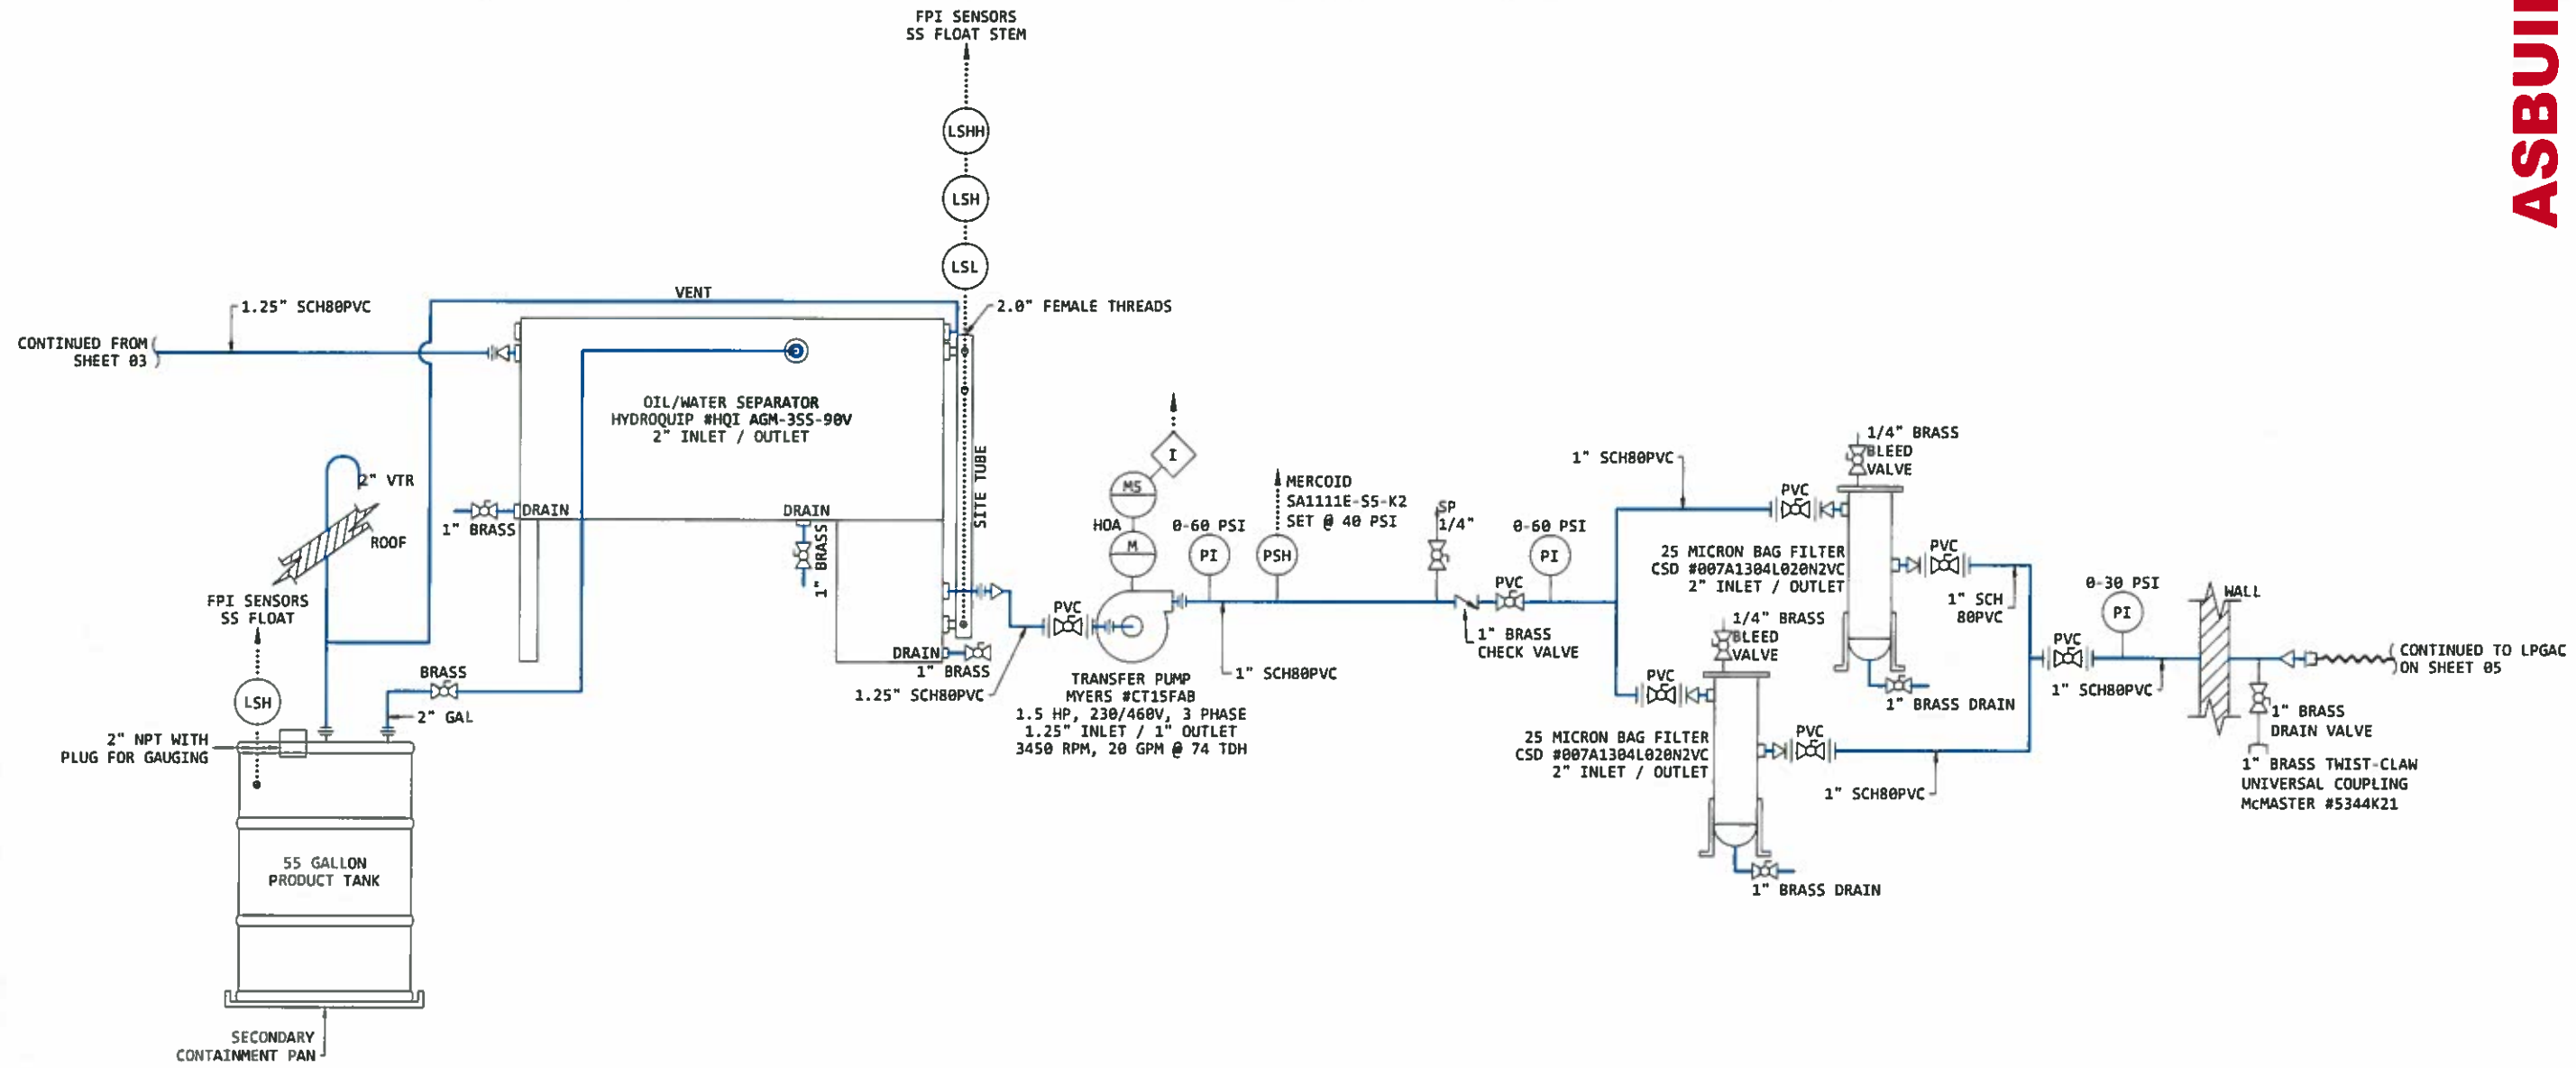 ASBUIL
FPI SENSORS
SS FLOAT STEM
LSHH
LSH
LSL
VENT
1.25" SCH80PVC
2.0" FEMALE THREADS
CONTINUED FROM
SHEET 03
OIL/WATER SEPARATOR
HYDROQUIP #HQI AGM-3SS-90V
2" INLET / OUTLET
SITE TUBE
2" VTR
ROOF
DRAIN
1" BRASS
DRAIN
1" BRASS
DRAIN
1" BRASS
1.25" SCH80PVC
FPI SENSORS
SS FLOAT
LSH
BRASS
2" GAL
2" NPT WITH
PLUG FOR GAUGING
55 GALLON
PRODUCT TANK
SECONDARY
CONTAINMENT PAN
I
MS
HOA
M
PVC
TRANSFER PUMP
MYERS #CT15FAB
1.5 HP, 230/460V, 3 PHASE
1.25" INLET / 1" OUTLET
3450 RPM, 20 GPM @ 74 TDH
0-60 PSI
PI
MERCOID
SA1111E-S5-K2
SET @ 40 PSI
PSH
1" SCH80PVC
SP
1/4"
1" BRASS
CHECK VALVE
PVC
0-60 PSI
PI
1" SCH80PVC
PVC
1/4" BRASS
BLEED
VALVE
25 MICRON BAG FILTER
CSD #007A1304L020N2VC
2" INLET / OUTLET
PVC
1" SCH
80PVC
1" BRASS DRAIN
1/4" BRASS
BLEED
VALVE
PVC
25 MICRON BAG FILTER
CSD #007A1304L020N2VC
2" INLET / OUTLET
PVC
1" SCH80PVC
1" BRASS DRAIN
0-30 PSI
PI
PVC
1" SCH80PVC
WALL
CONTINUED TO LPGAC
ON SHEET 05
1" BRASS
DRAIN VALVE
1" BRASS TWIST-CLAW
UNIVERSAL COUPLING
McMASTER #5344K21